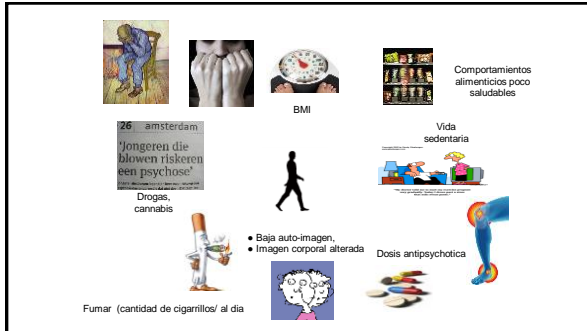 BMI
Comportamientos
alimenticios poco
saludables
26 amsterdam
'Jongeren die
blowen riskeren
een psychose'
Drogas,
cannabis
Vida
sedentaria
● Baja auto-imagen,
● Imagen corporal alterada
Dosis antipsychotica
Fumar (cantidad de cigarrillos/ al dia